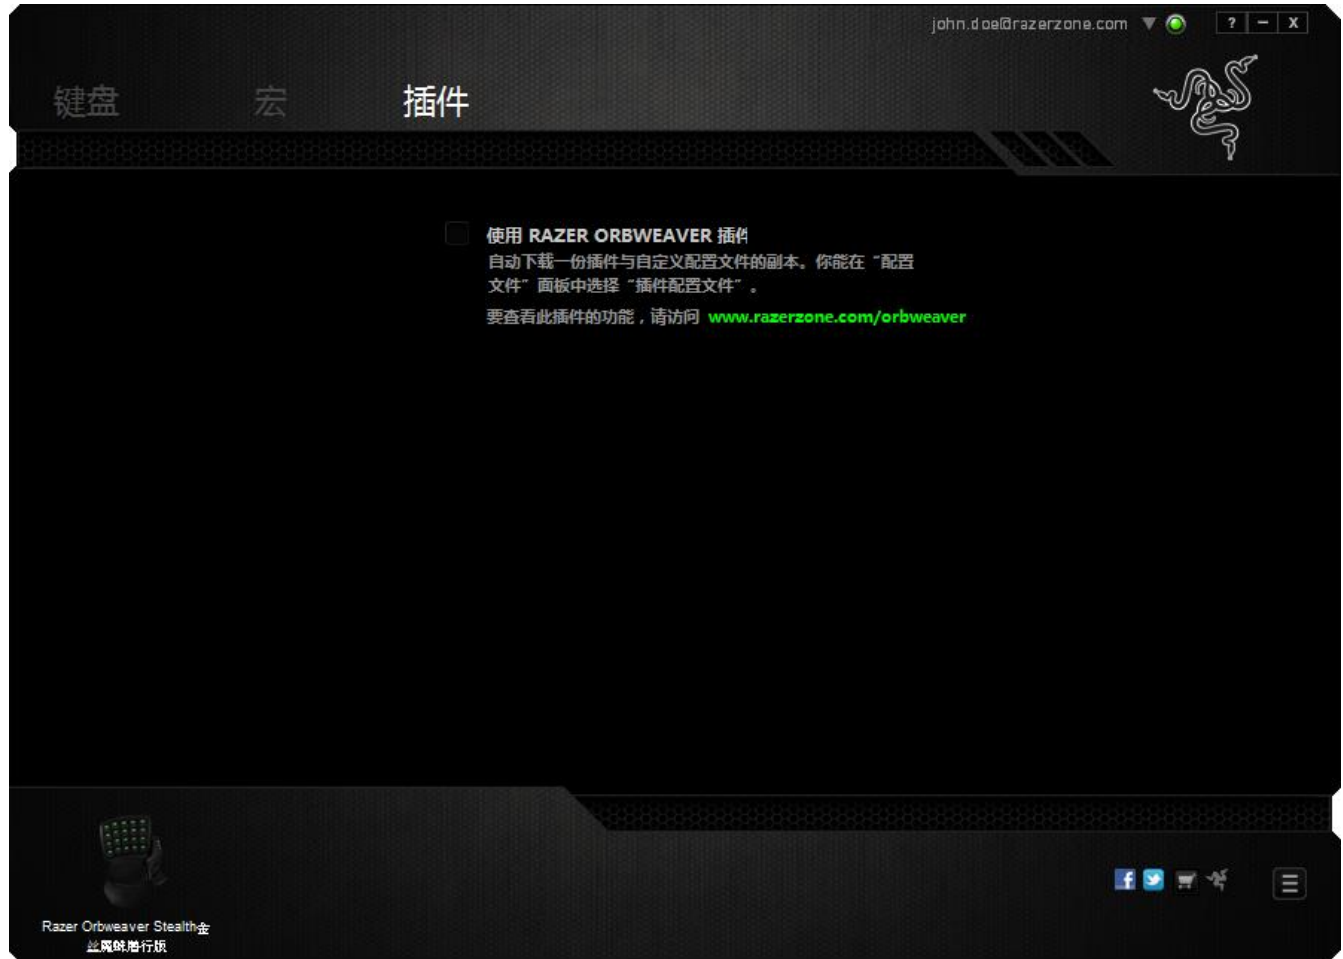 john.doe@razerzone.com
? – X
键盘 宏 插件
使用 RAZER ORBWEAVER 插件
自动下载一份插件与自定义配置文件的副本。你能在“配置
文件”面板中选择“插件配置文件”。
要查看此插件的功能，请访问 www.razerzone.com/orbweaver
Razer Orbweaver Stealth金
丝魔蛛潜行版